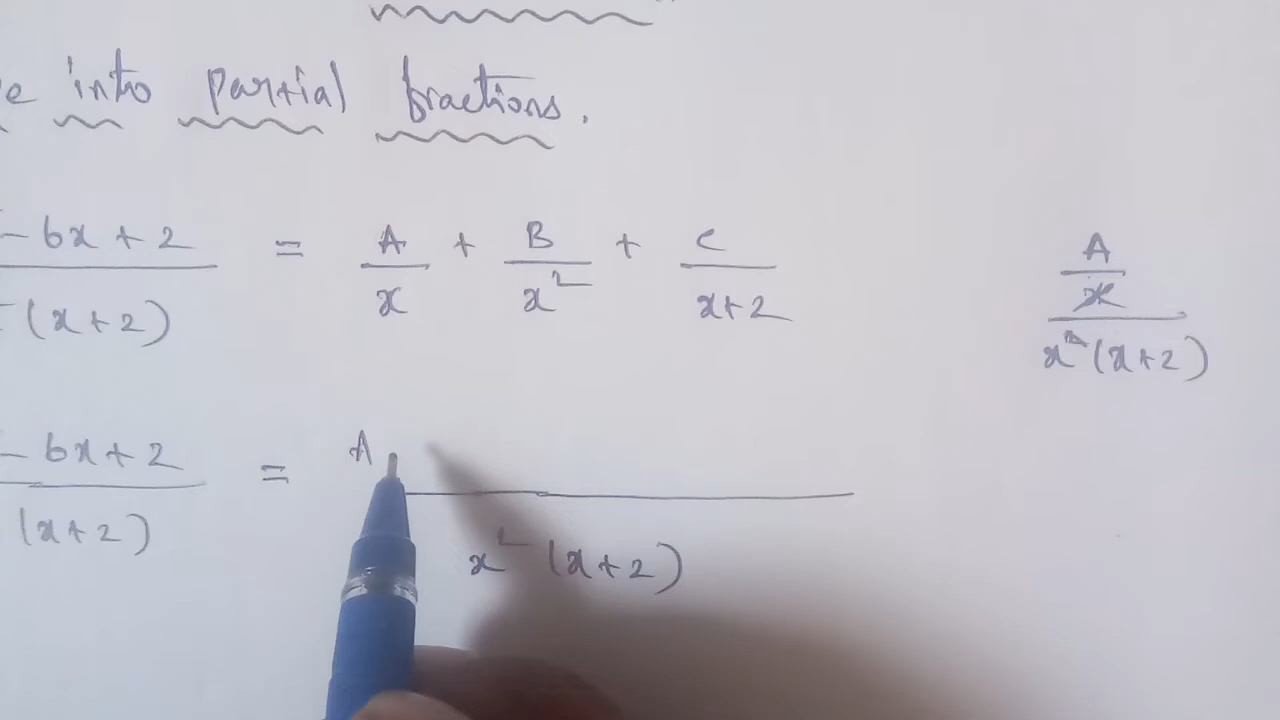 into partial fractions.
- 6x + 2 = A + B + C
(x+2) x x² x+2
A
x
x²(x+2)
- 6x + 2 = A
(x+2) x² (x+2)